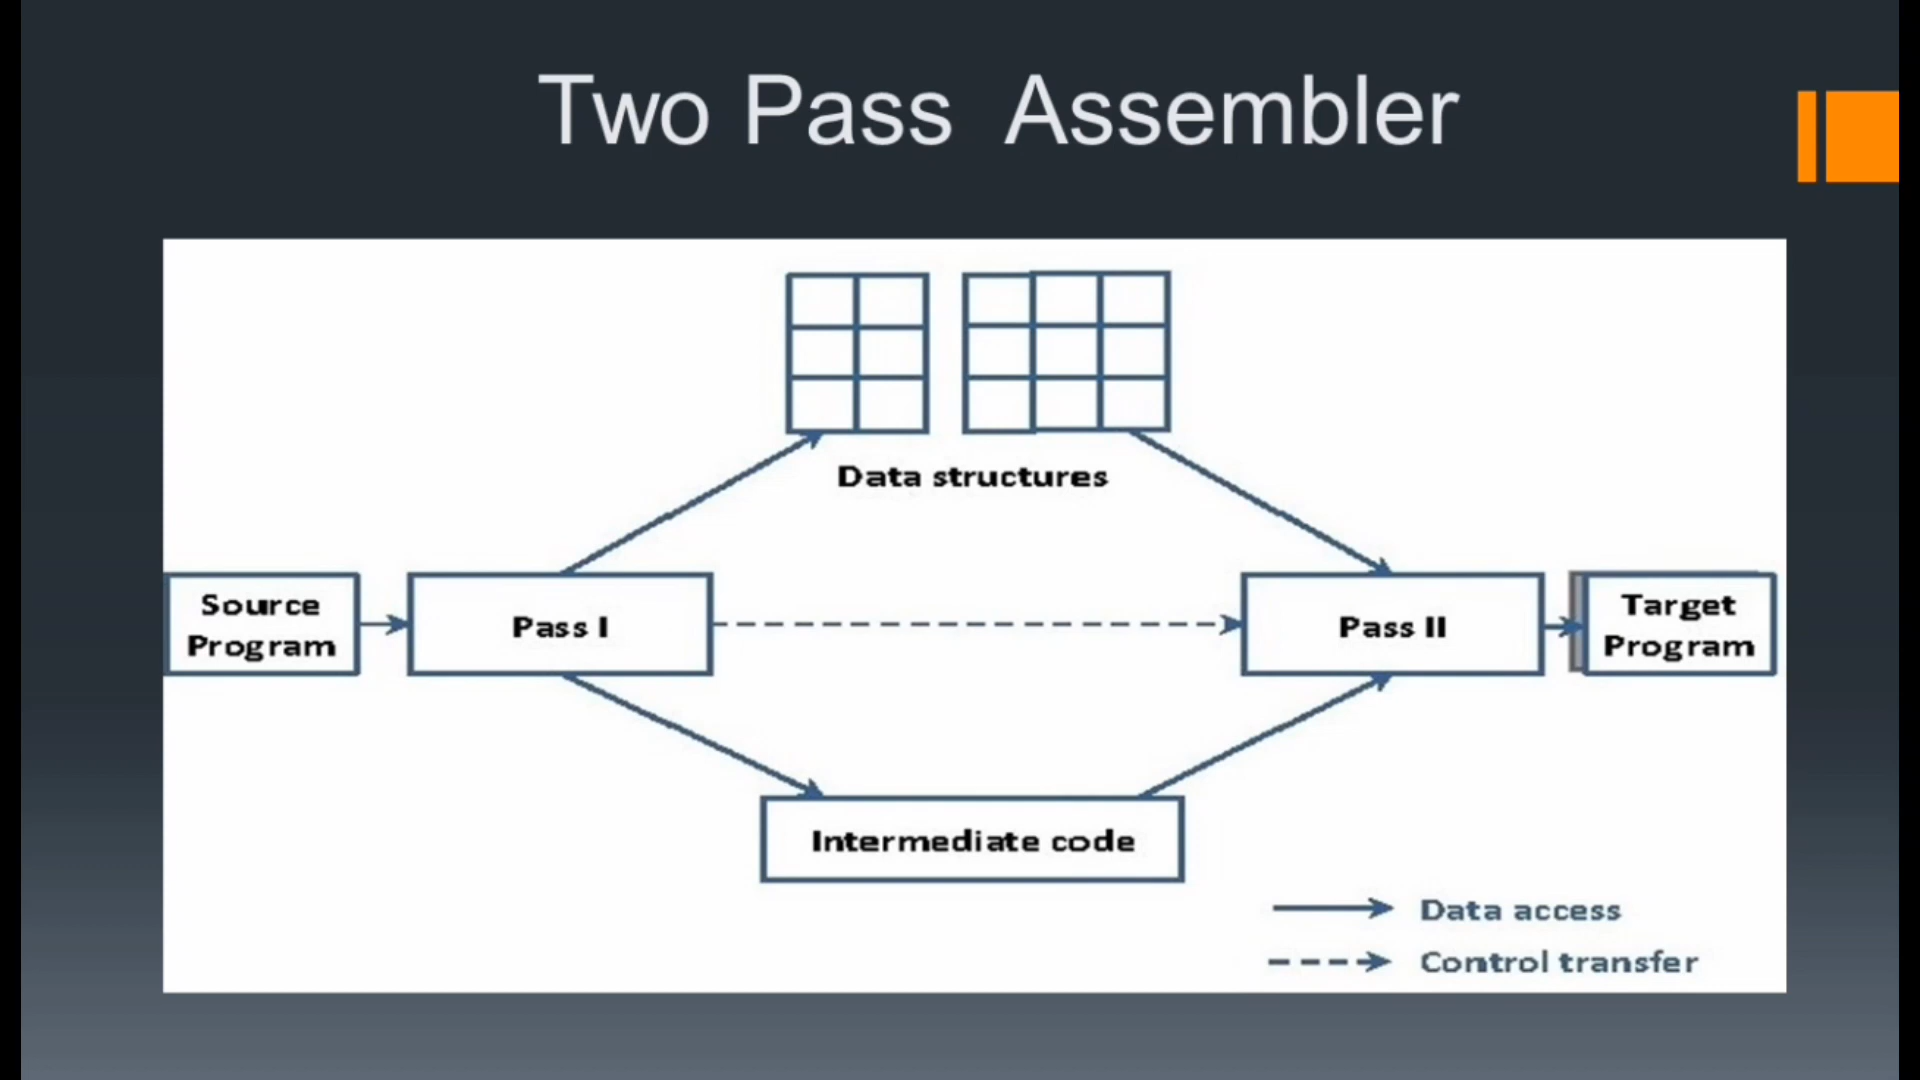 Two Pass Assembler
Data structures
Source
Program
Pass I
Pass II
Target
Program
Intermediate code
Data access
Control transfer